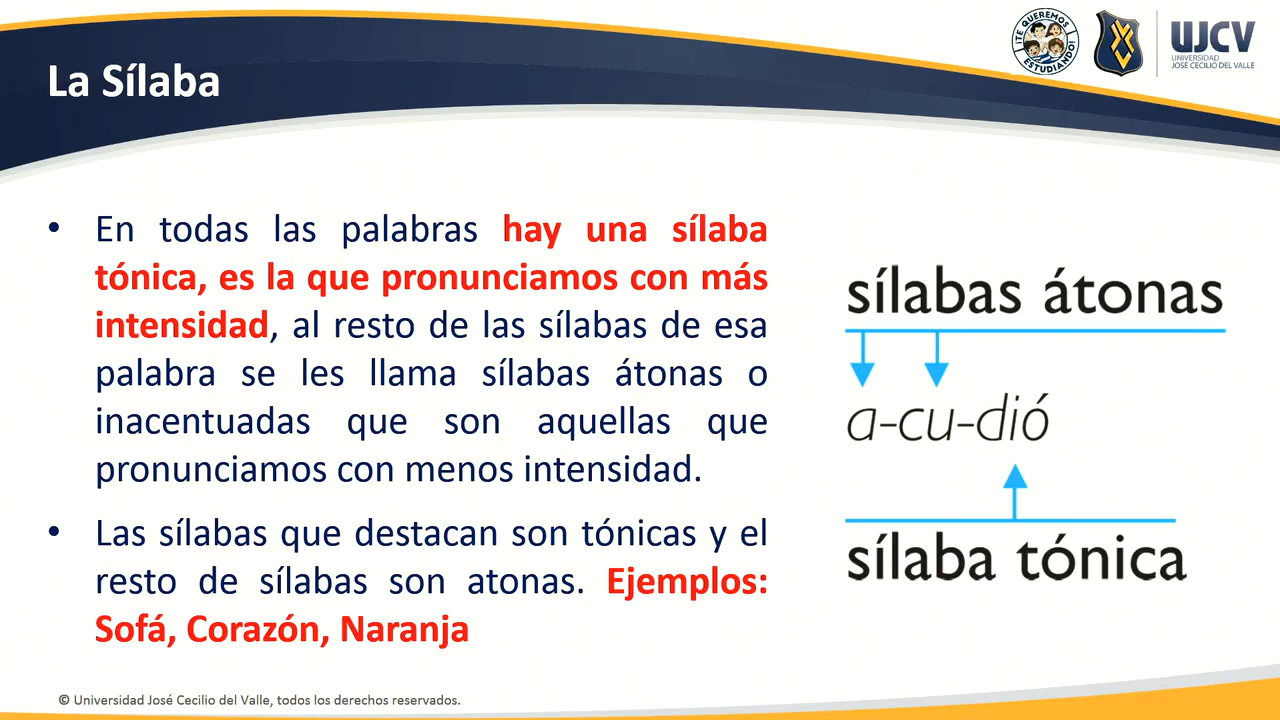 ¡TE QUEREMOS
ESTUDIANDO!
UJCV
UNIVERSIDAD
JOSÉ CECILIO DEL VALLE
La Sílaba
• En todas las palabras hay una sílaba
tónica, es la que pronunciamos con más
intensidad, al resto de las sílabas de esa
palabra se les llama sílabas átonas o
inacentuadas que son aquellas que
pronunciamos con menos intensidad.
• Las sílabas que destacan son tónicas y el
resto de sílabas son atonas. Ejemplos:
Sofá, Corazón, Naranja
sílabas átonas
a-cu-dió
sílaba tónica
© Universidad José Cecilio del Valle, todos los derechos reservados.